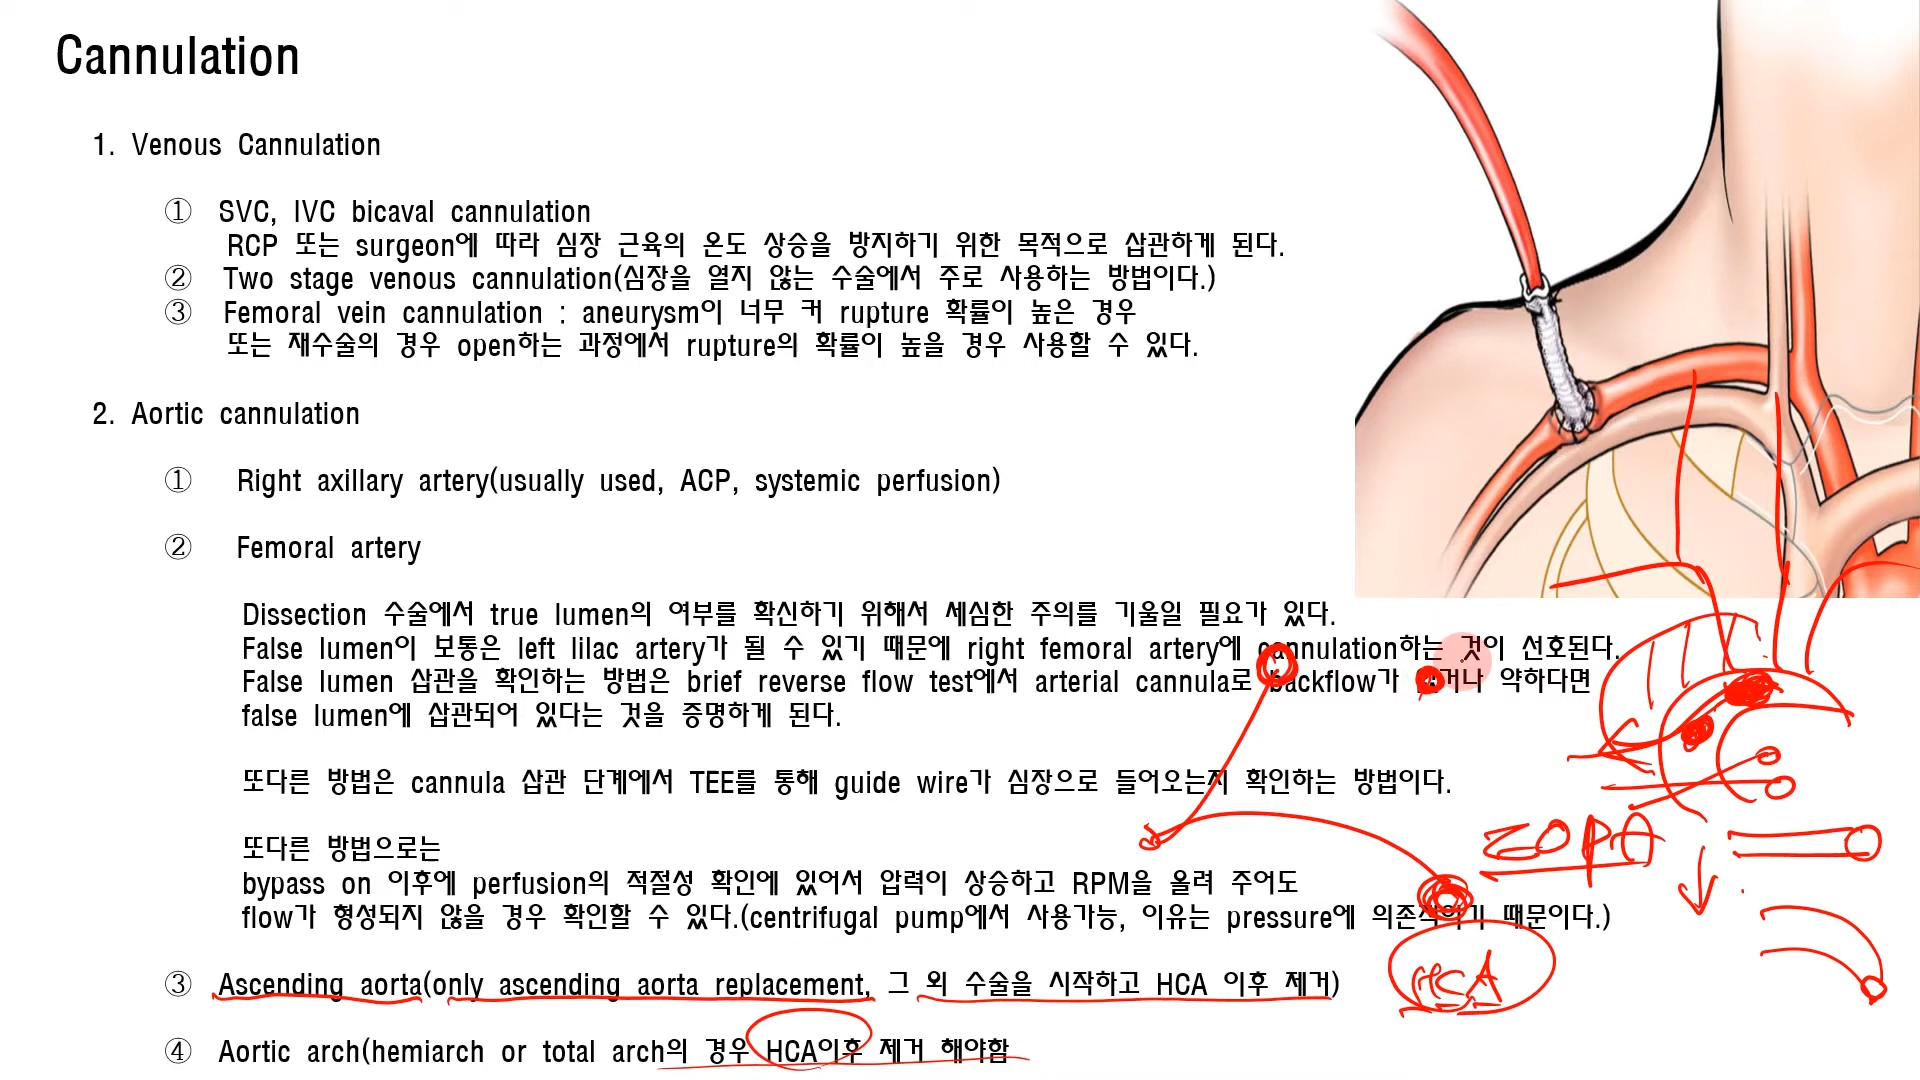 Cannulation
1. Venous Cannulation
① SVC, IVC bicaval cannulation
RCP 또는 surgeon에 따라 심장 근육의 온도 상승을 방지하기 위한 목적으로 삽관하게 된다.
② Two stage venous cannulation(심장을 열지 않는 수술에서 주로 사용하는 방법이다.)
③ Femoral vein cannulation : aneurysm이 너무 커 rupture 확률이 높은 경우
또는 재수술의 경우 open하는 과정에서 rupture의 확률이 높을 경우 사용할 수 있다.
2. Aortic cannulation
① Right axillary artery(usually used, ACP, systemic perfusion)
② Femoral artery
Dissection 수술에서 true lumen의 여부를 확신하기 위해서 세심한 주의를 기울일 필요가 있다.
False lumen이 보통은 left lilac artery가 될 수 있기 때문에 right femoral artery에 cannulation하는 것이 선호된다.
False lumen 삽관을 확인하는 방법은 brief reverse flow test에서 arterial cannula로 backflow가 약하다면
false lumen에 삽관되어 있다는 것을 증명하게 된다.
또다른 방법은 cannula 삽관 단계에서 TEE를 통해 guide wire가 심장으로 들어오는지 확인하는 방법이다.
또다른 방법으로는
bypass on 이후에 perfusion의 적절성 확인에 있어서 압력이 상승하고 RPM을 올려 주어도
flow가 형성되지 않을 경우 확인할 수 있다.(centrifugal pump에서 사용가능, 이유는 pressure에 때문이다.)
③ Ascending aorta(only ascending aorta replacement, 그 외 수술을 시작하고 HCA 이후 제거)
HCA
④ Aortic arch(hemiarch or total arch의 경우 HCA이후 제거 해야함